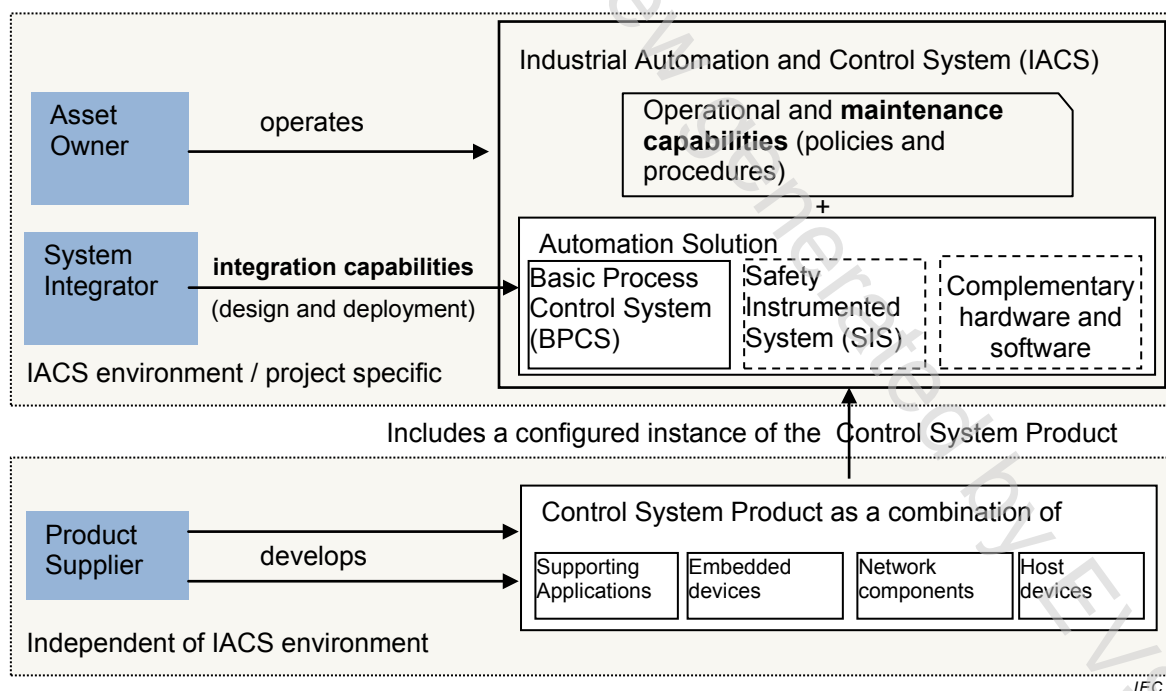 Industrial Automation and Control System (IACS)
Asset
Owner
operates
Operational and maintenance
capabilities (policies and
procedures)
+
System
Integrator
integration capabilities
(design and deployment)
Automation Solution
Basic Process
Control System
(BPCS)
Safety
Instrumented
System (SIS)
Complementary
hardware and
software
IACS environment / project specific
Includes a configured instance of the Control System Product
Product
Supplier
develops
Control System Product as a combination of
Supporting
Applications
Embedded
devices
Network
components
Host
devices
Independent of IACS environment
IEC
generated by